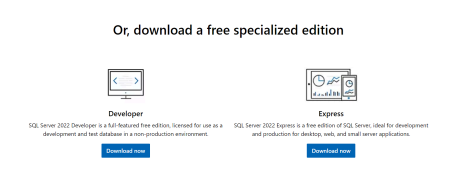 Or, download a free specialized edition
Developer
SQL Server 2022 Developer is a full-featured free edition, licensed for use as a
development and test database in a non-production environment.
Download now
Express
SQL Server 2022 Express is a free edition of SQL Server, ideal for development
and production for desktop, web, and small server applications.
Download now